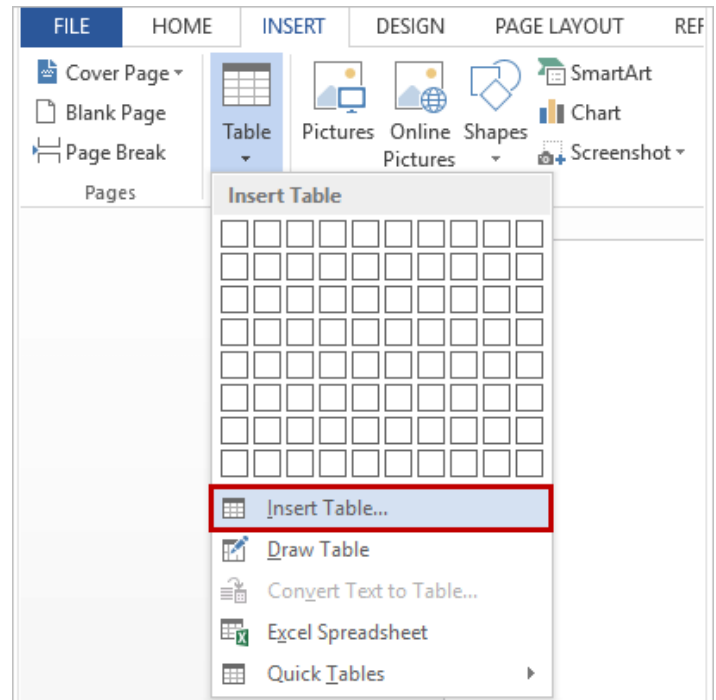 FILE HOME INSERT DESIGN PAGE LAYOUT REF
Cover Page
Blank Page
Page Break
Pages
Table
Pictures
Online
Pictures
Shapes
SmartArt
Chart
Screenshot
Insert Table
Insert Table...
Draw Table
Convert Text to Table...
Excel Spreadsheet
Quick Tables